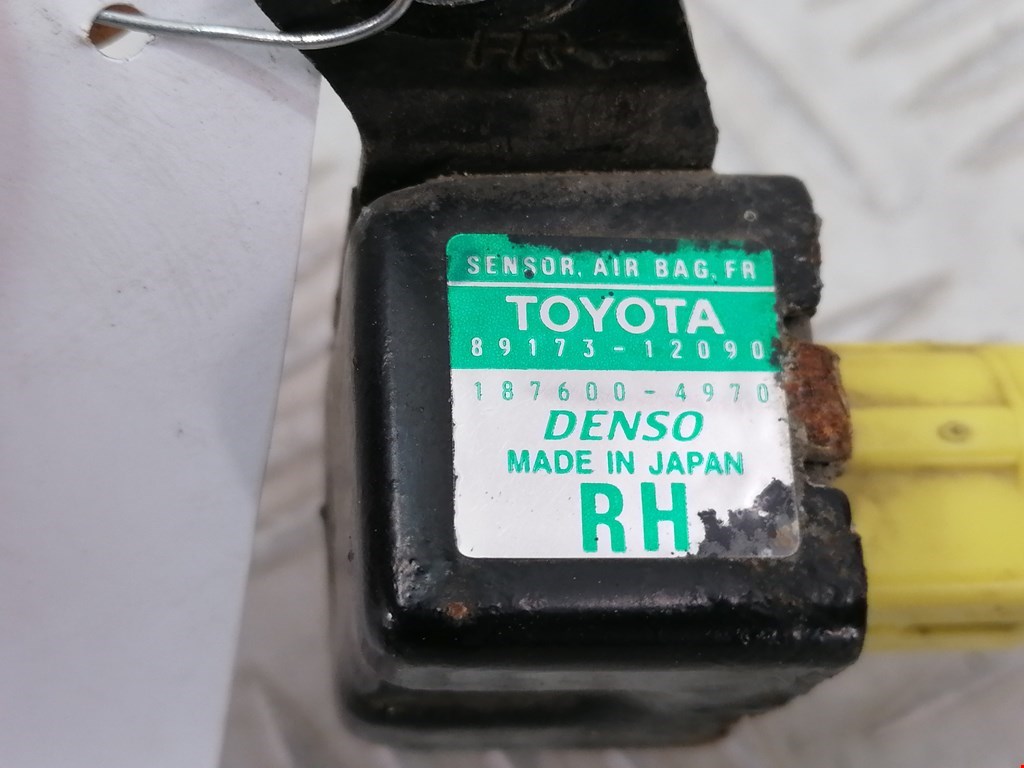 SENSOR, AIR BAG, FR
TOYOTA
89173-12090
187600-4970
DENSO
MADE IN JAPAN
RH